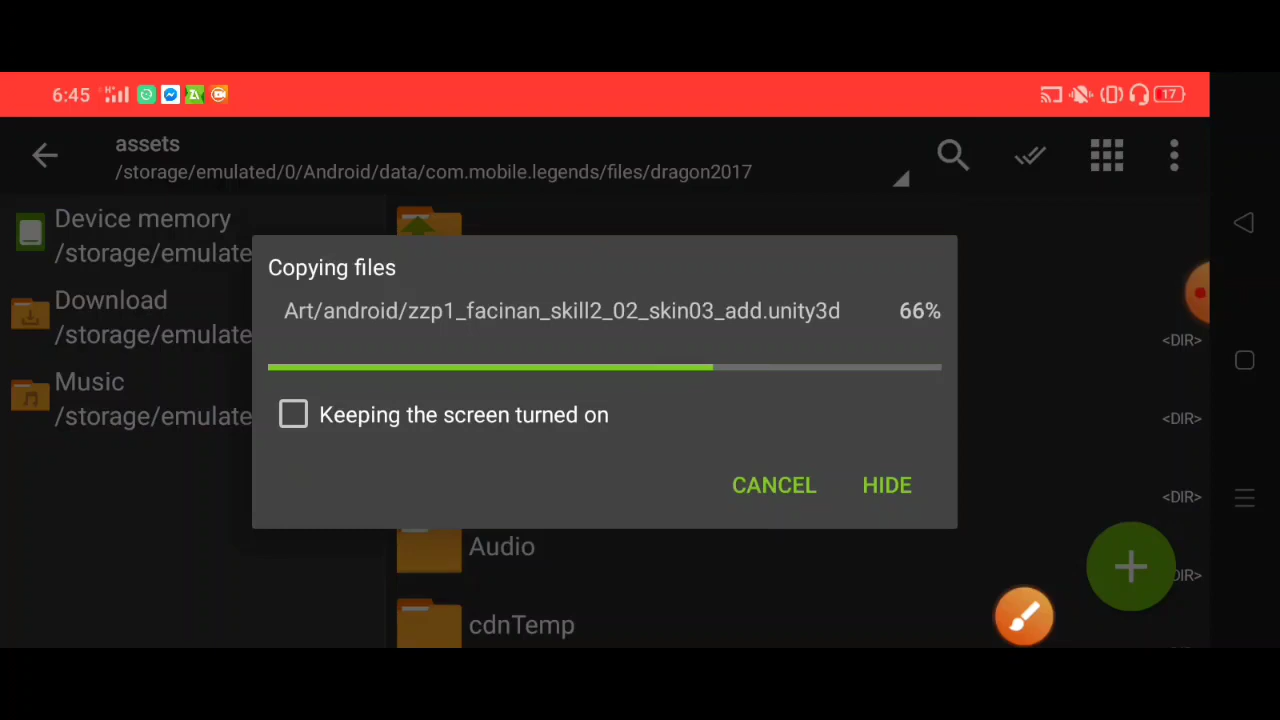 6:45
17
assets
/storage/emulated/0/Android/data/com.mobile.legends/files/dragon2017
Device memory
/storage/emulate
Download
/storage/emulate
Music
/storage/emulate
Copying files
Art/android/zzp1_facinan_skill2_02_skin03_add.unity3d 66%
Keeping the screen turned on
CANCEL HIDE
<DIR>
<DIR>
<DIR>
Audio
DIR>
cdnTemp